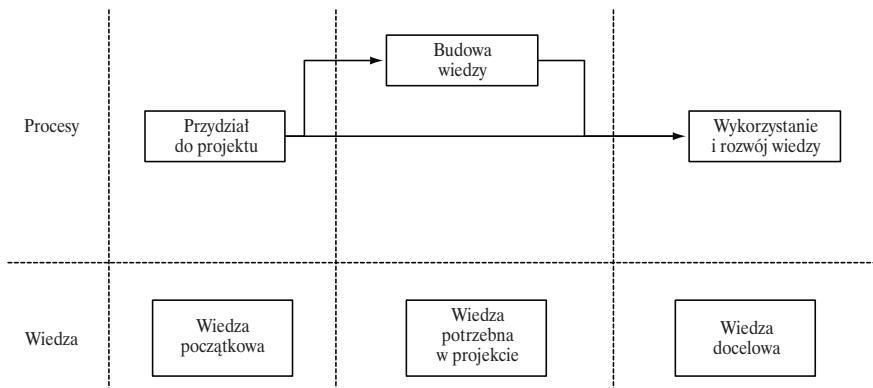 Budowa
wiedzy
Procesy
Przydział
do projektu
Wykorzystanie
i rozwój wiedzy
Wiedza
Wiedza
początkowa
Wiedza
potrzebna
w projekcie
Wiedza
docelowa